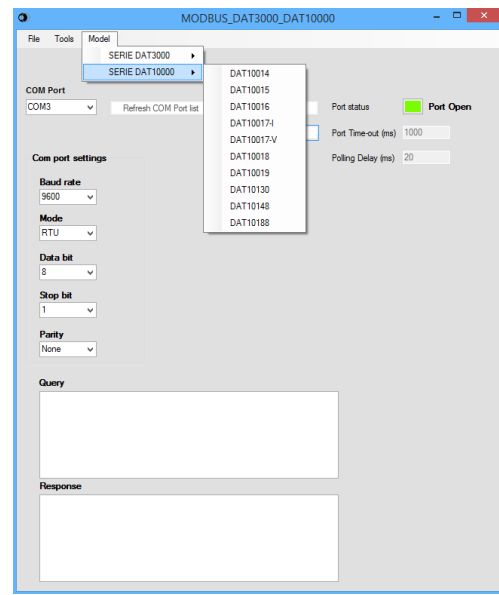 MODBUS_DAT3000_DAT10000
File Tools Model
SERIE DAT3000
SERIE DAT10000
DAT10014
DAT10015
DAT10016
DAT10017-I
DAT10017-V
DAT10018
DAT10019
DAT10130
DAT10148
DAT10188
COM Port
COM3
Refresh COM Port list
Port status
Port Open
Port Time-out (ms)
1000
Polling Delay (ms)
20
Com port settings
Baud rate
9600
Mode
RTU
Data bit
8
Stop bit
1
Parity
None
Query
Response